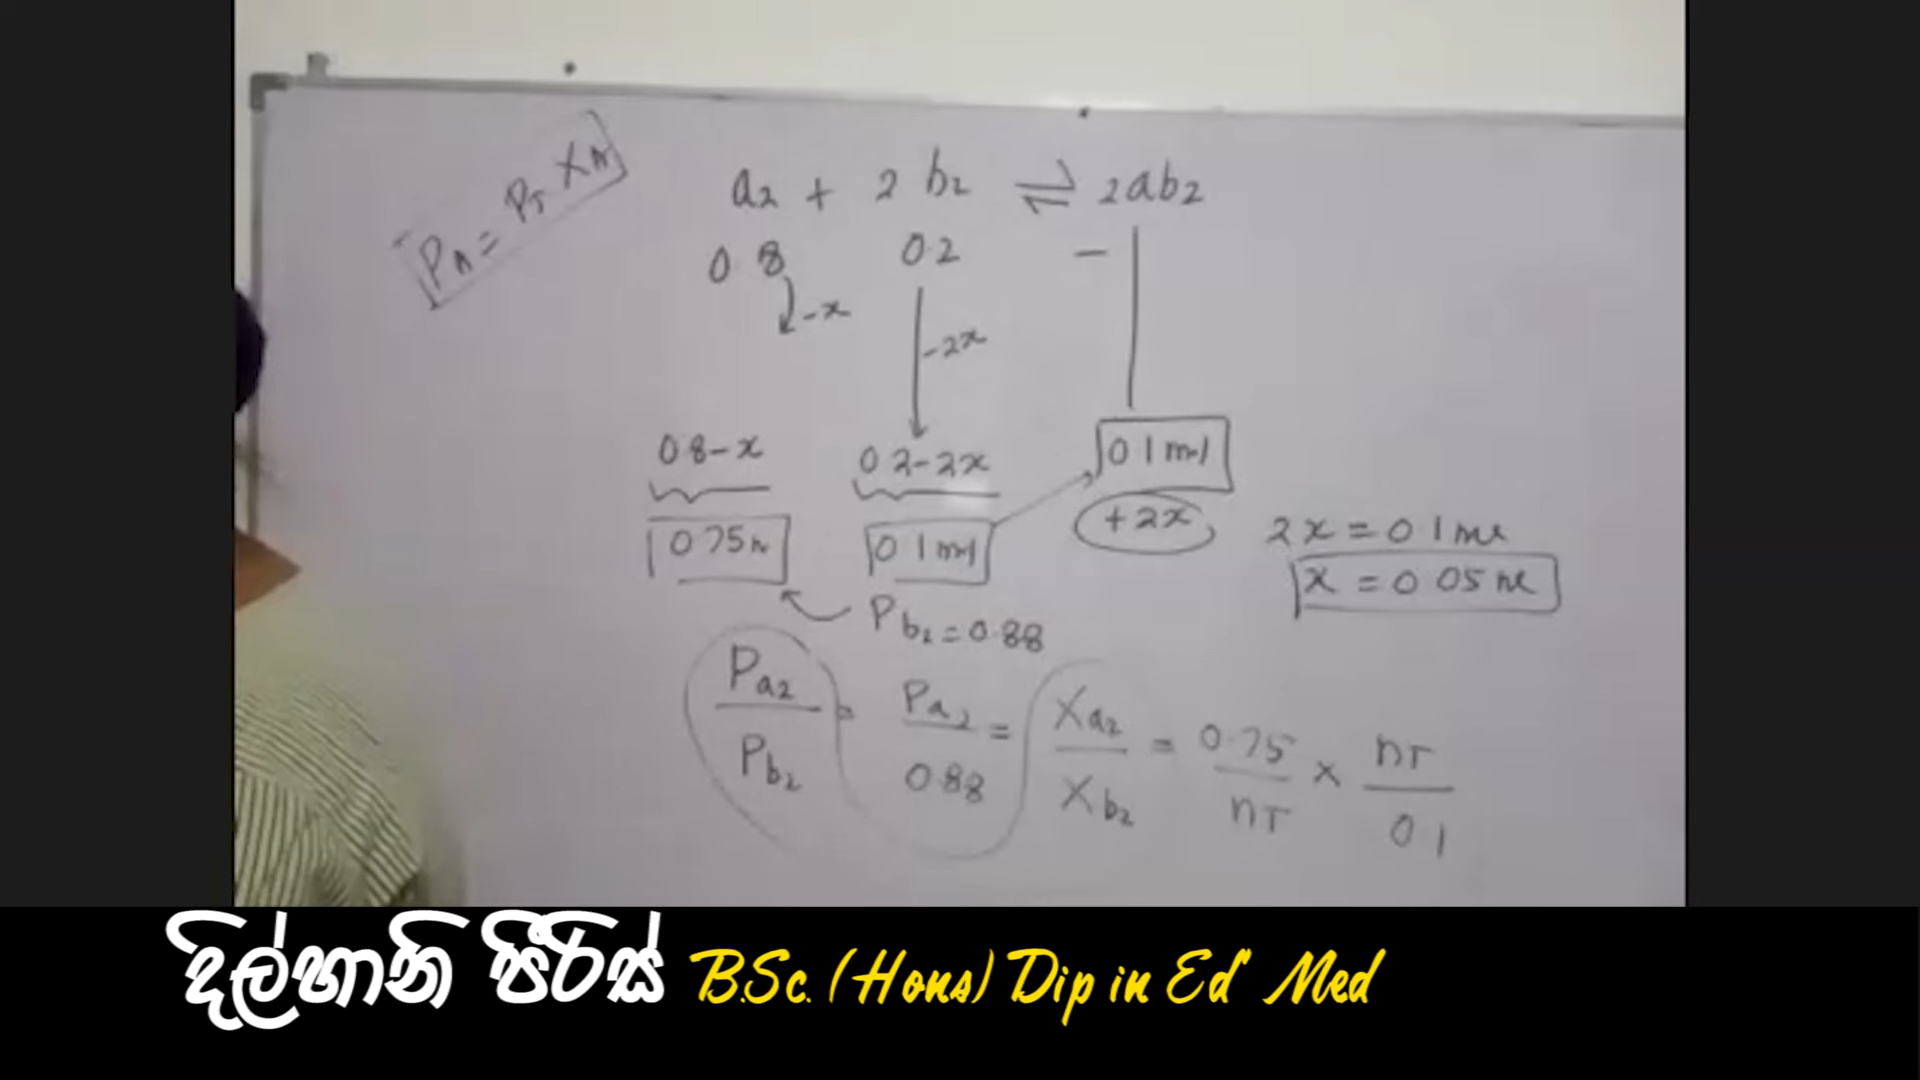 PA = PT XA
a2 + 2 b2 ⇌ 2ab2
0.8 0.2 –
-x
-2x
0.8-x 0.2-2x 0.1 mol
+2x
0.75m 0.1 mol
2x = 0.1 mol
x = 0.05 mol
Pb2 = 0.88
Pa2/Pb2 = Pa2/0.88 = Xa2/Xb2 = 0.75/nT × nT/0.1
දිල්හානි පීරිස් B.Sc. (Hons) Dip in Ed Med